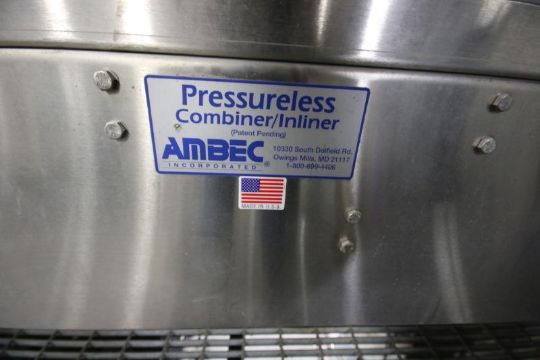 Pressureless
Combiner/Inliner
(Patent Pending)
AMBEC ®
INCORPORATED
10330 South Dolfield Rd.
Owings Mills, MD 21117
1-800-899-4406
MADE IN U.S.A.